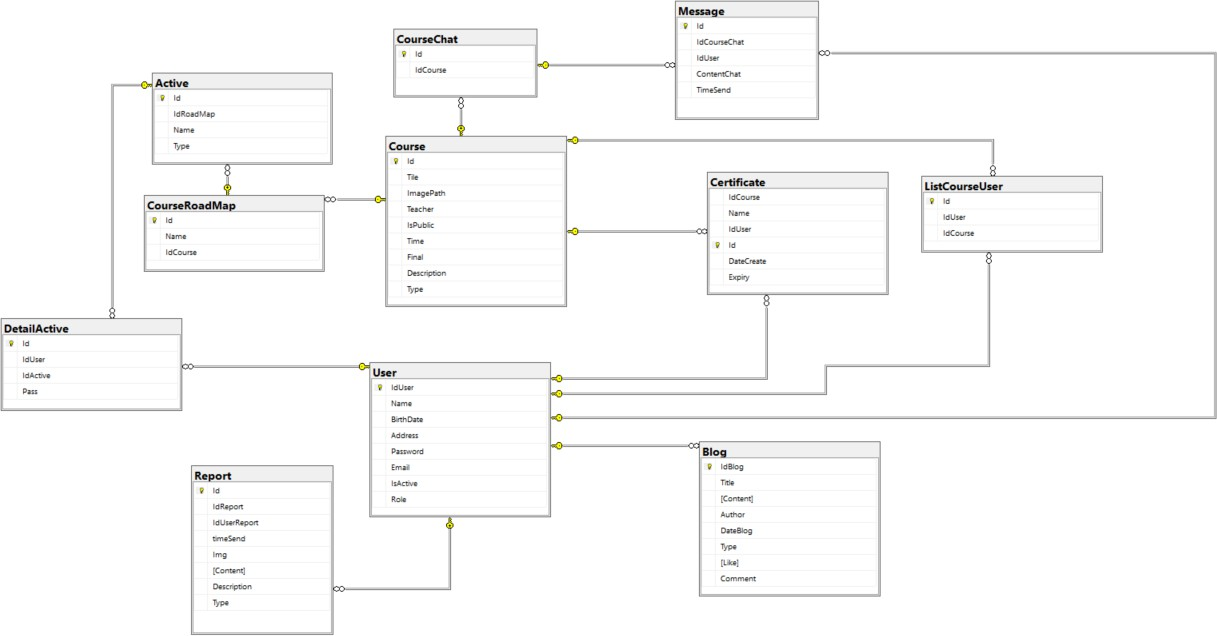 Message
Id
IdCourseChat
IdUser
ContentChat
TimeSend
CourseChat
Id
IdCourse
Active
Id
IdRoadMap
Name
Type
Course
Id
Tile
ImagePath
Teacher
IsPublic
Time
Final
Description
Type
Certificate
IdCourse
Name
IdUser
Id
DateCreate
Expiry
ListCourseUser
Id
IdUser
IdCourse
CourseRoadMap
Id
Name
IdCourse
DetailActive
Id
IdUser
IdActive
Pass
User
IdUser
Name
BirthDate
Address
Password
Email
IsActive
Role
Blog
IdBlog
Title
[Content]
Author
DateBlog
Type
[Like]
Comment
Report
Id
IdReport
IdUserReport
timeSend
Img
[Content]
Description
Type